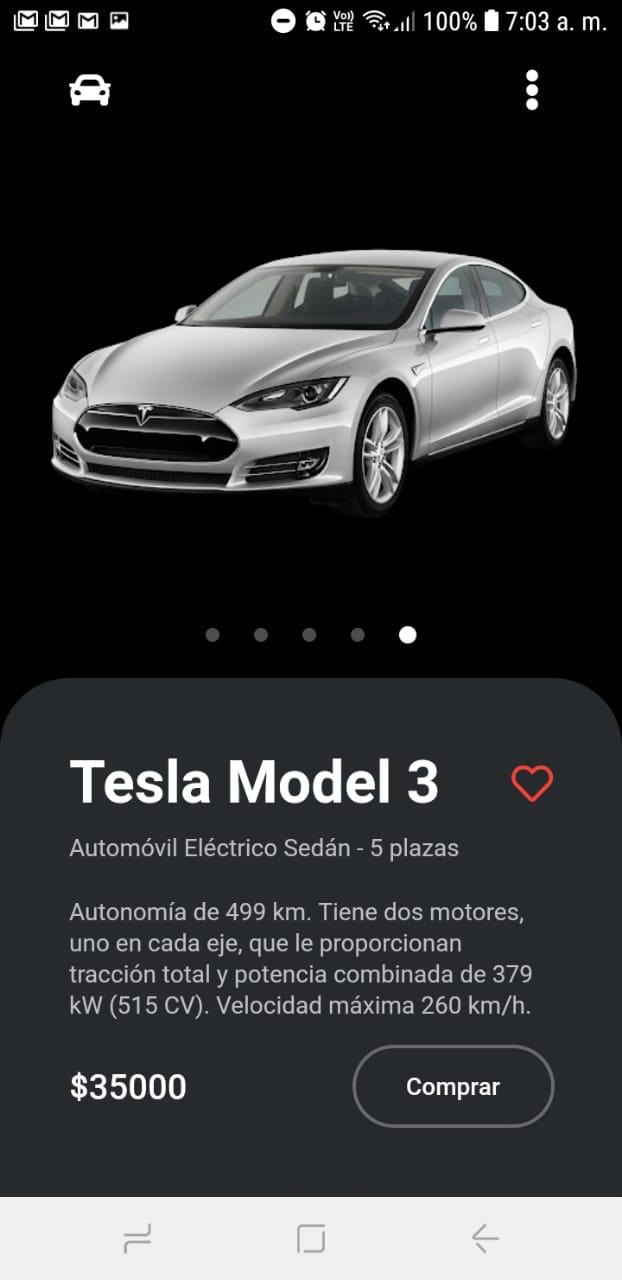 Vo)) LTE 100% 7:03 a. m.
Tesla Model 3
Automóvil Eléctrico Sedán - 5 plazas
Autonomía de 499 km. Tiene dos motores,
uno en cada eje, que le proporcionan
tracción total y potencia combinada de 379
kW (515 CV). Velocidad máxima 260 km/h.
$35000
Comprar